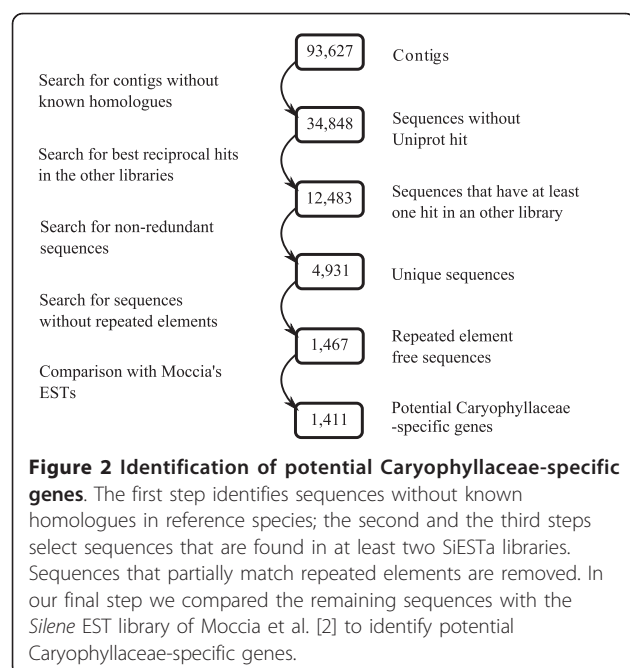 93,627
Contigs
Search for contigs without
known homologues
34,848
Sequences without
Uniprot hit
Search for best reciprocal hits
in the other libraries
12,483
Sequences that have at least
one hit in an other library
Search for non-redundant
sequences
4,931
Unique sequences
Search for sequences
without repeated elements
1,467
Repeated element
free sequences
Comparison with Moccia's
ESTs
1,411
Potential Caryophyllaceae
-specific genes
Figure 2 Identification of potential Caryophyllaceae-specific
genes. The first step identifies sequences without known
homologues in reference species; the second and the third steps
select sequences that are found in at least two SiESTa libraries.
Sequences that partially match repeated elements are removed. In
our final step we compared the remaining sequences with the
Silene EST library of Moccia et al. [2] to identify potential
Caryophyllaceae-specific genes.